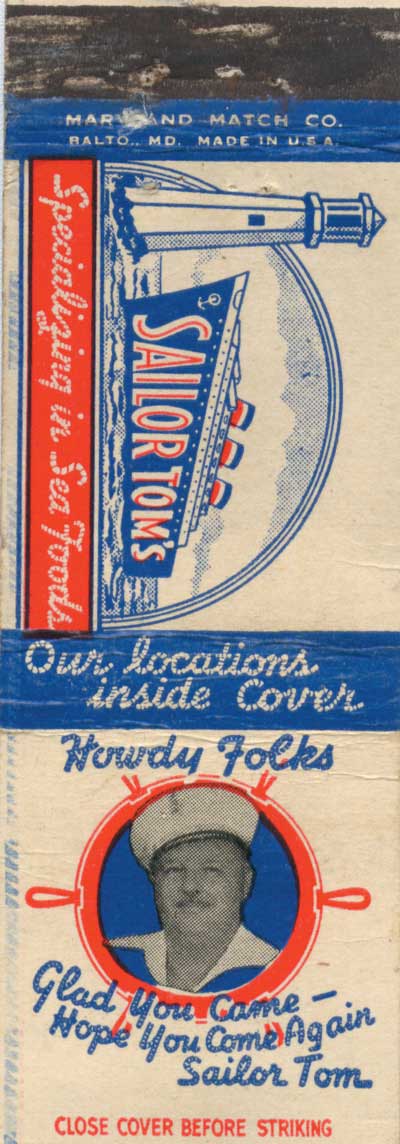 MARYLAND MATCH CO.
BALTO., MD. MADE IN U.S.A.
SAILOR TOM'S
Specializing in Sea Foods
Our locations
inside Cover
Howdy Folks
Glad You Came —
Hope You Come Again
Sailor Tom
CLOSE COVER BEFORE STRIKING